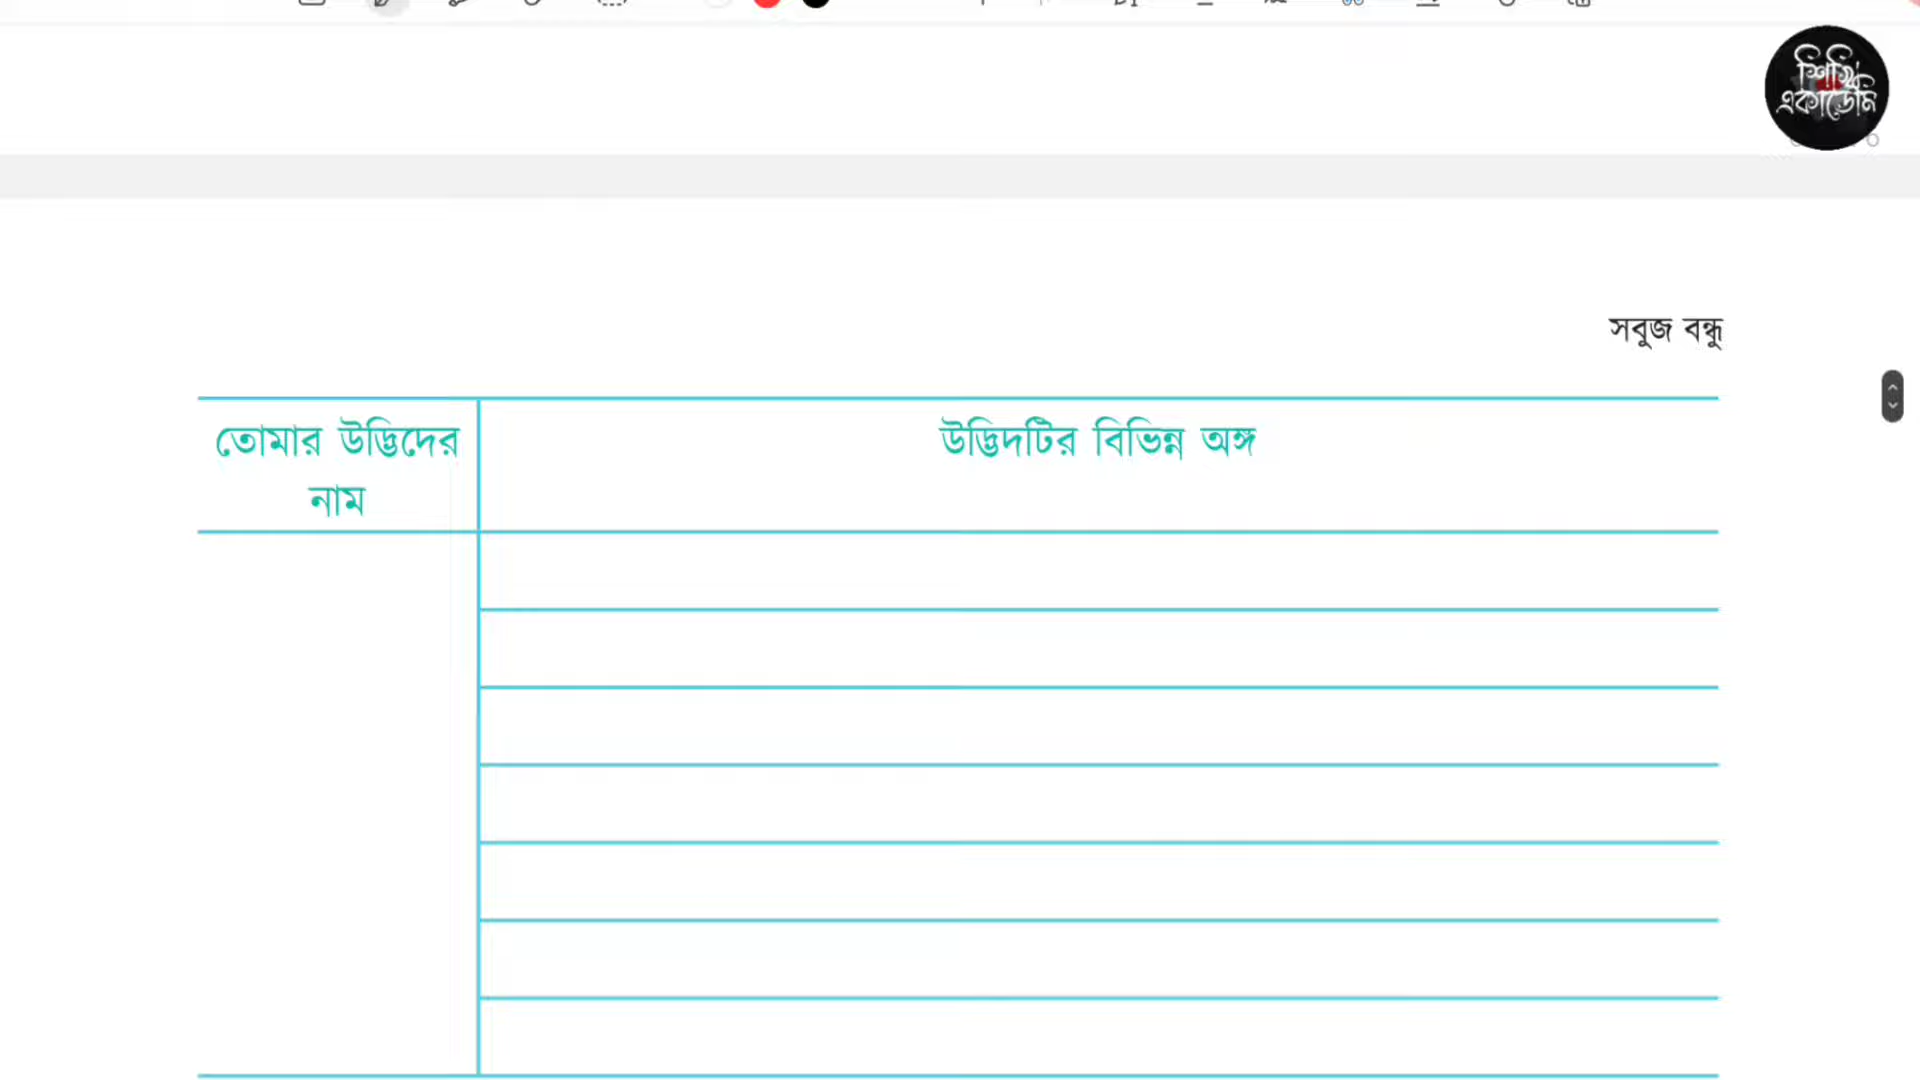 শিখি
একাডেমি
সবুজ বন্ধু
তোমার উদ্ভিদের
নাম
উদ্ভিদটির বিভিন্ন অঙ্গ